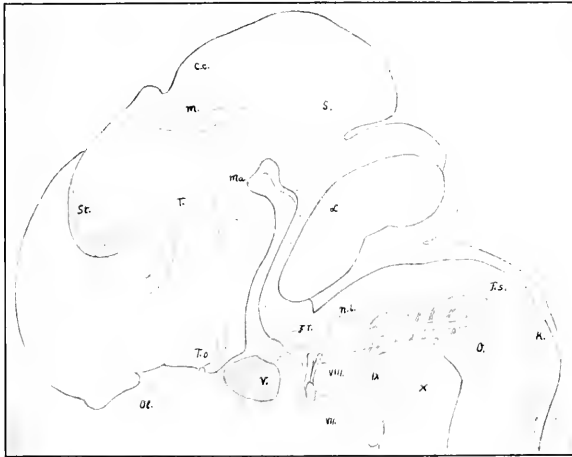 C.C.
M.
S.
Ma
St.
T.
L
T.s.
n.i.
R.
F.T.
O.
T.o
VIII.
V.
IX
X
Ol.
VII.